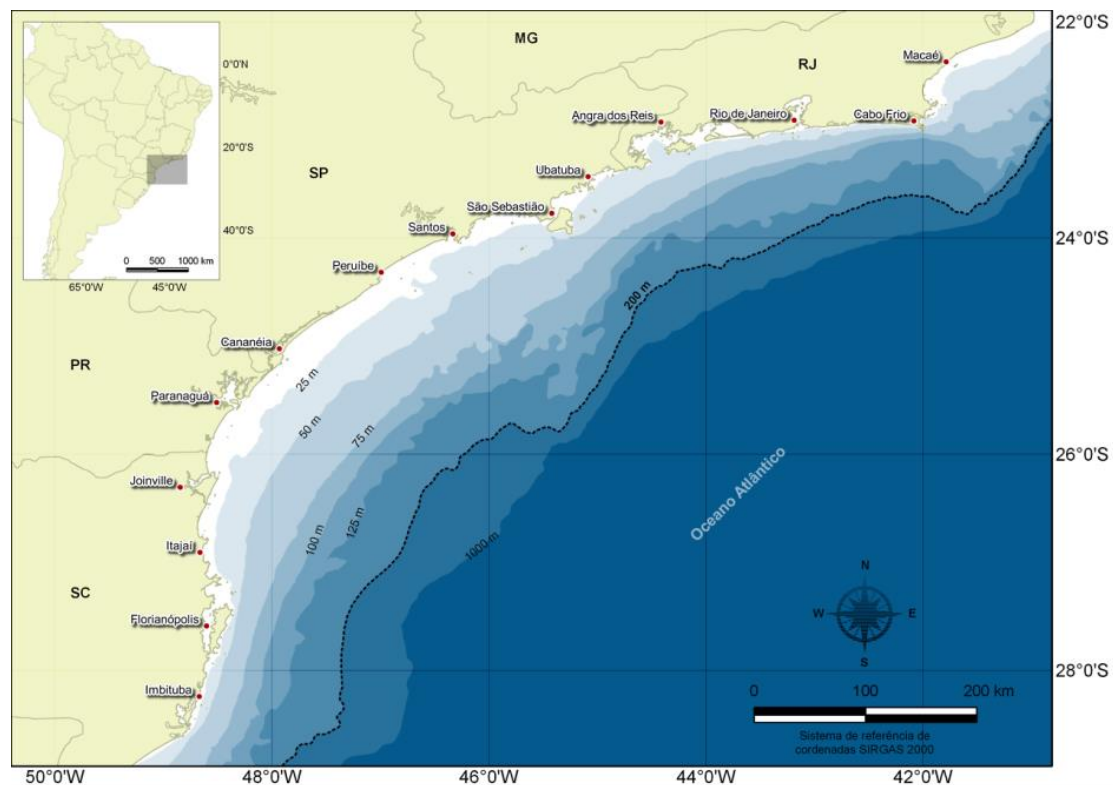 22°0'S
MG
Macaé
RJ
0°0'N
Angra dos Reis
Rio de Janeiro
Cabo Frio
20°0'S
SP
Ubatuba
São Sebastião
Santos
40°0'S
24°0'S
Peruíbe
0 500 1000 km
65°0'W 45°0'W
200 m
Cananéia
PR
25 m
Paranaguá
50 m
75 m
26°0'S
Joinville
Oceano Atlântico
100 m
125 m
1000 m
Itajaí
N
SC
W E
Florianópolis
S
28°0'S
Imbituba
0 100 200 km
Sistema de referência de
cordenadas SIRGAS 2000
50°0'W 48°0'W 46°0'W 44°0'W 42°0'W